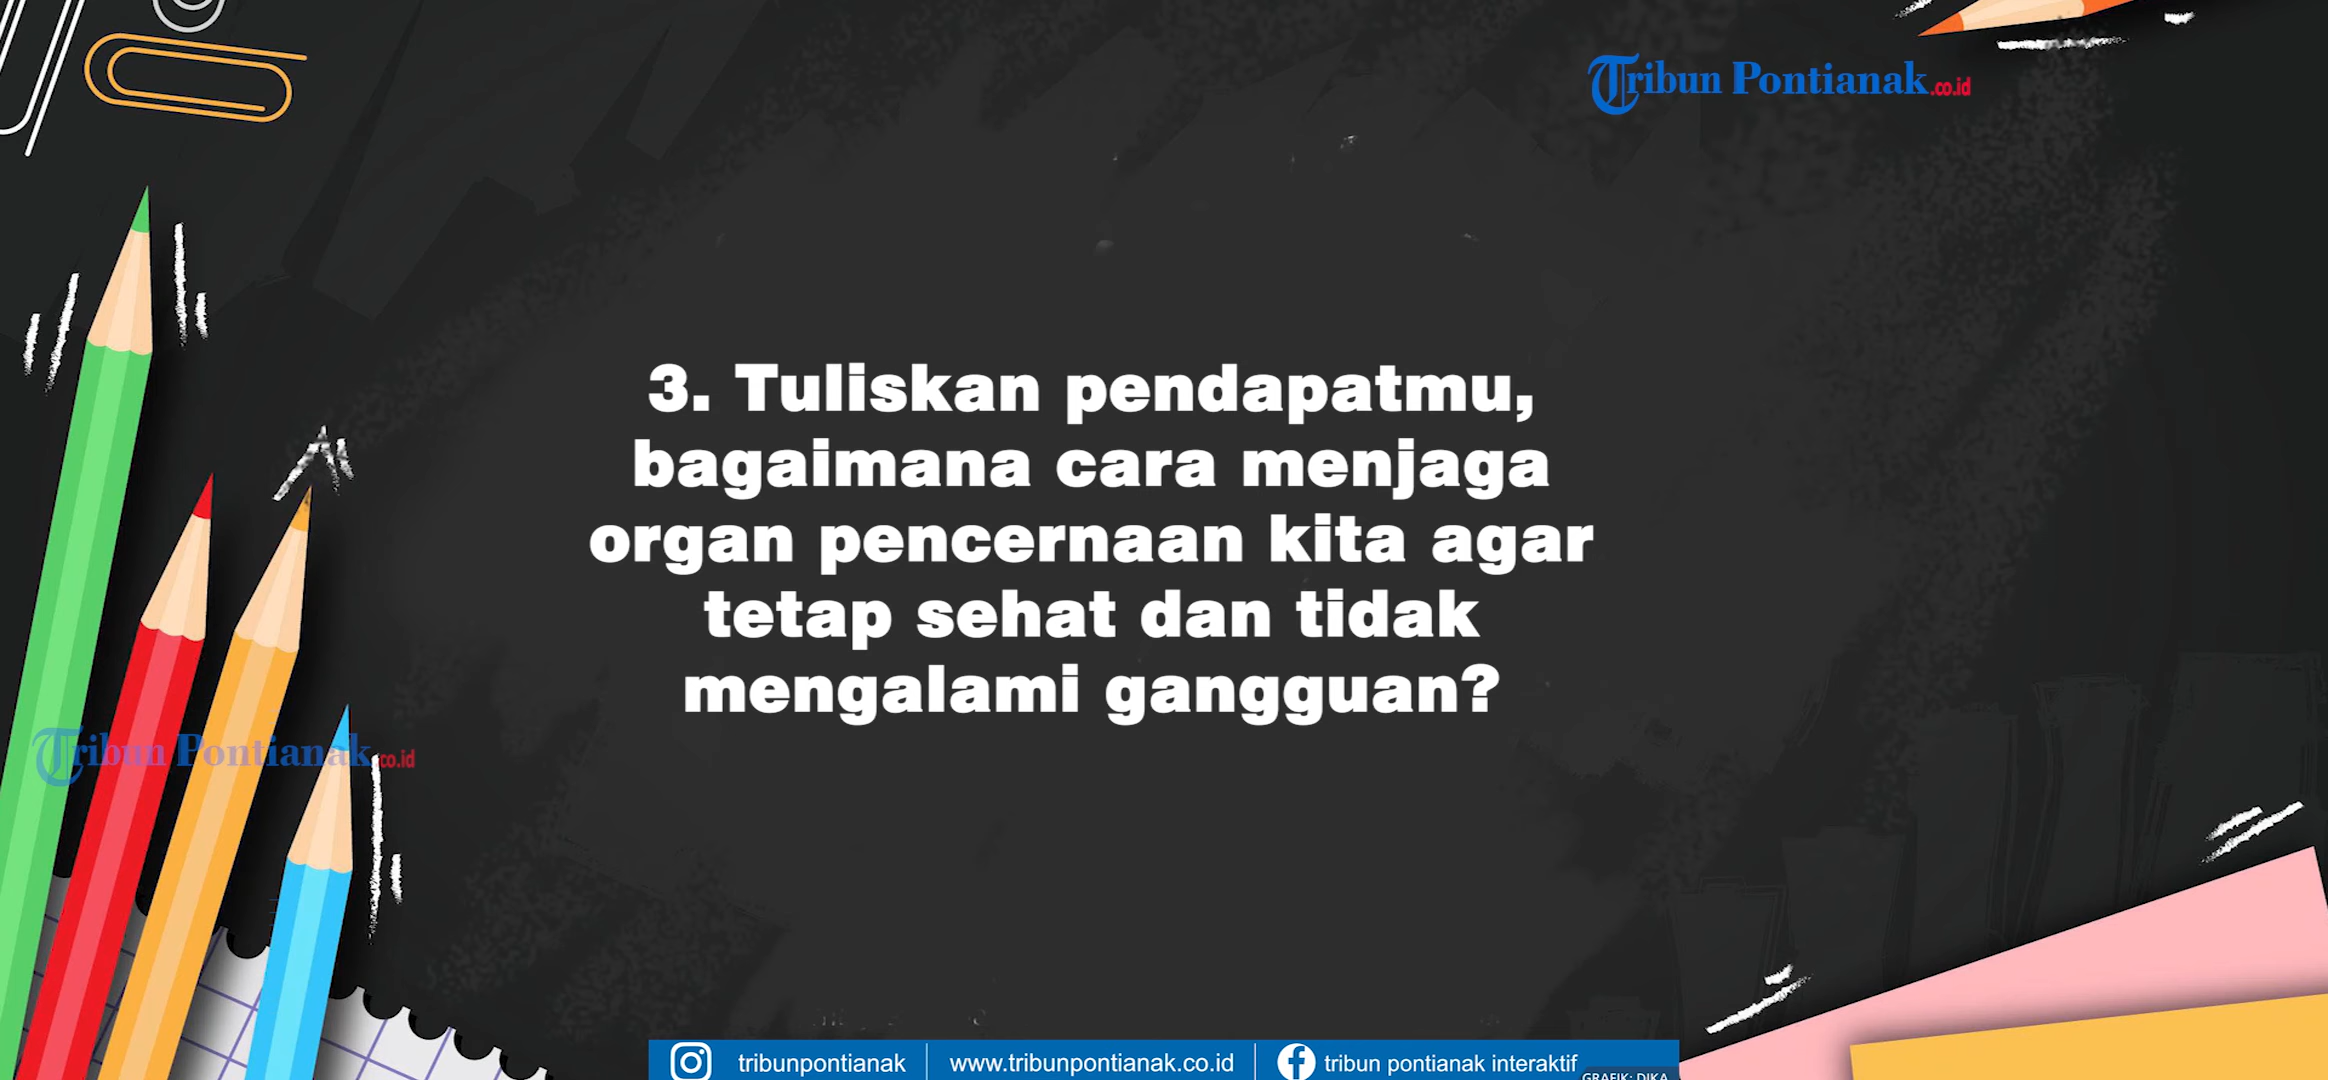 Tribun Pontianak.co.id
3. Tuliskan pendapatmu,
bagaimana cara menjaga
organ pencernaan kita agar
tetap sehat dan tidak
mengalami gangguan?
Tribun Pontianak.co.id
tribunpontianak
www.tribunpontianak.co.id
tribun pontianak interaktif
GRAFIK: DIKA